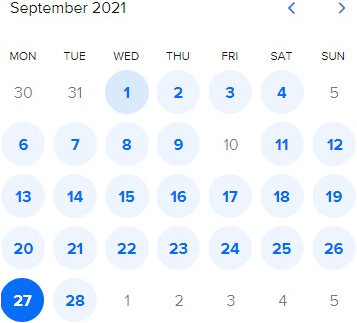 September 2021
MON TUE WED THU FRI SAT SUN
30 31 1 2 3 4 5
6 7 8 9 10 11 12
13 14 15 16 17 18 19
20 21 22 23 24 25 26
27 28 1 2 3 4 5